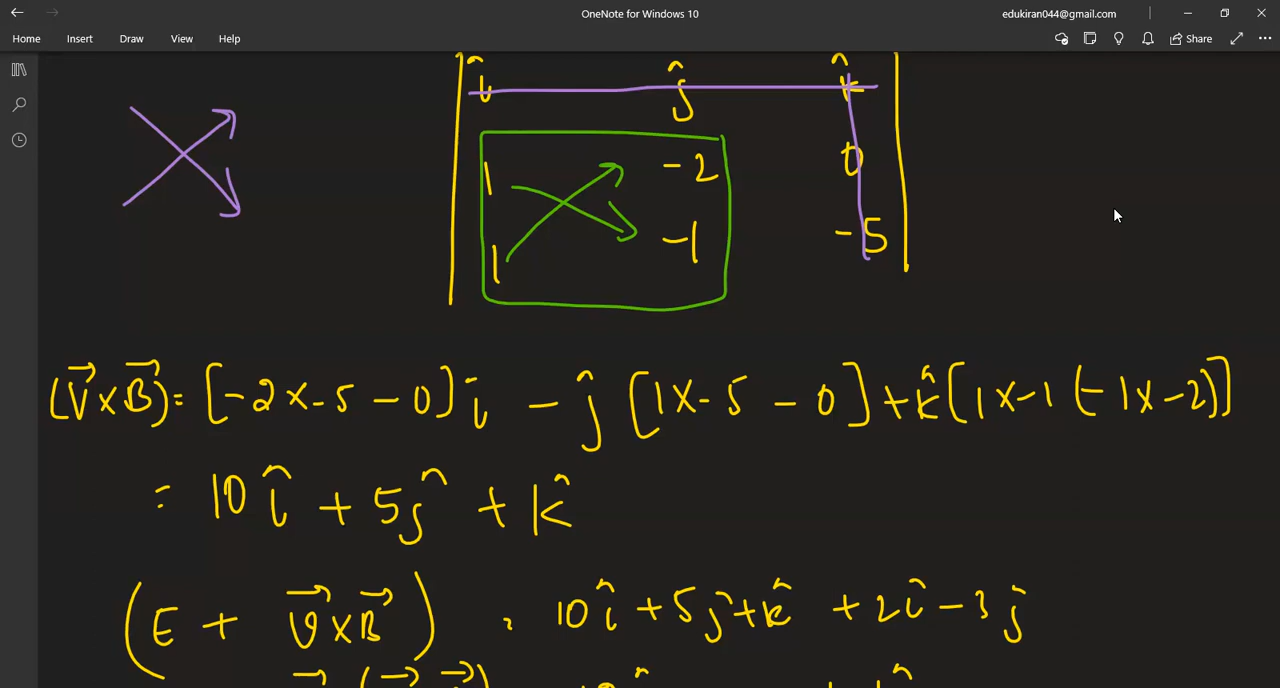 OneNote for Windows 10
edukiran044@gmail.com
Home Insert Draw View Help
Share
î ĵ k̂
1 -2 0
1 -1 -5
(V⃗×B⃗) = [-2×-5 - 0] î - ĵ [1×-5 - 0] + k̂ [1×-1 (-1×-2)]
= 10î + 5ĵ + k̂
(E + V⃗×B⃗) = 10î + 5ĵ + k̂ + 2î - 3ĵ